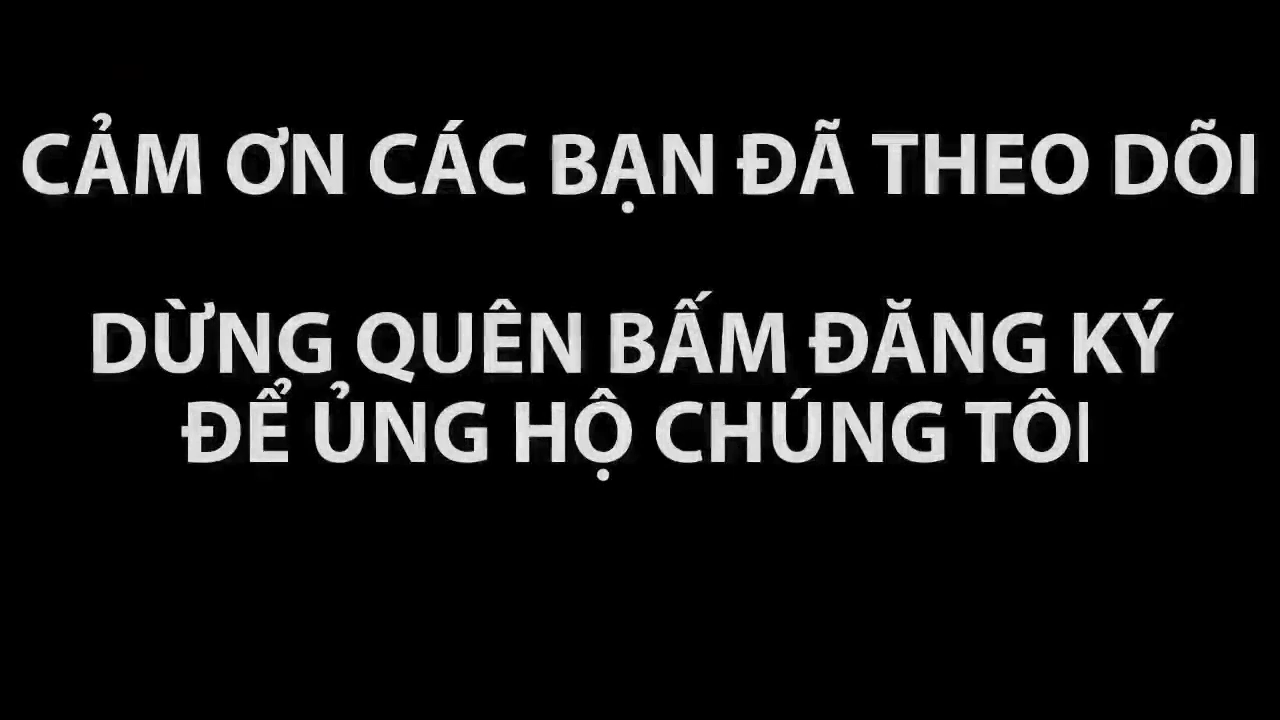 CẢM ƠN CÁC BẠN ĐÃ THEO DÕI
DỪNG QUÊN BẤM ĐĂNG KÝ
ĐỂ ỦNG HỘ CHÚNG TÔI